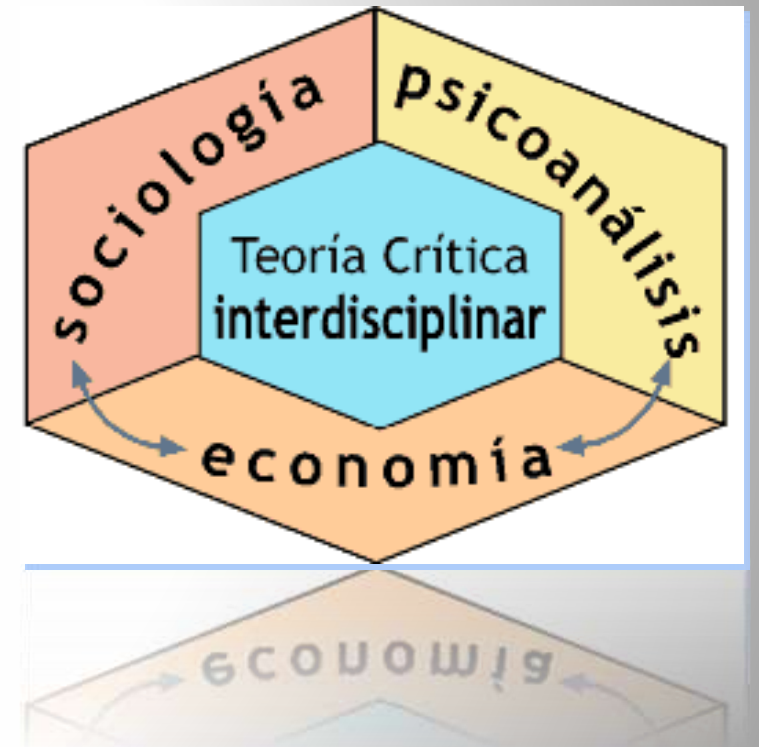 sociología
psicoanálisis
Teoría Crítica
interdisciplinar
economía